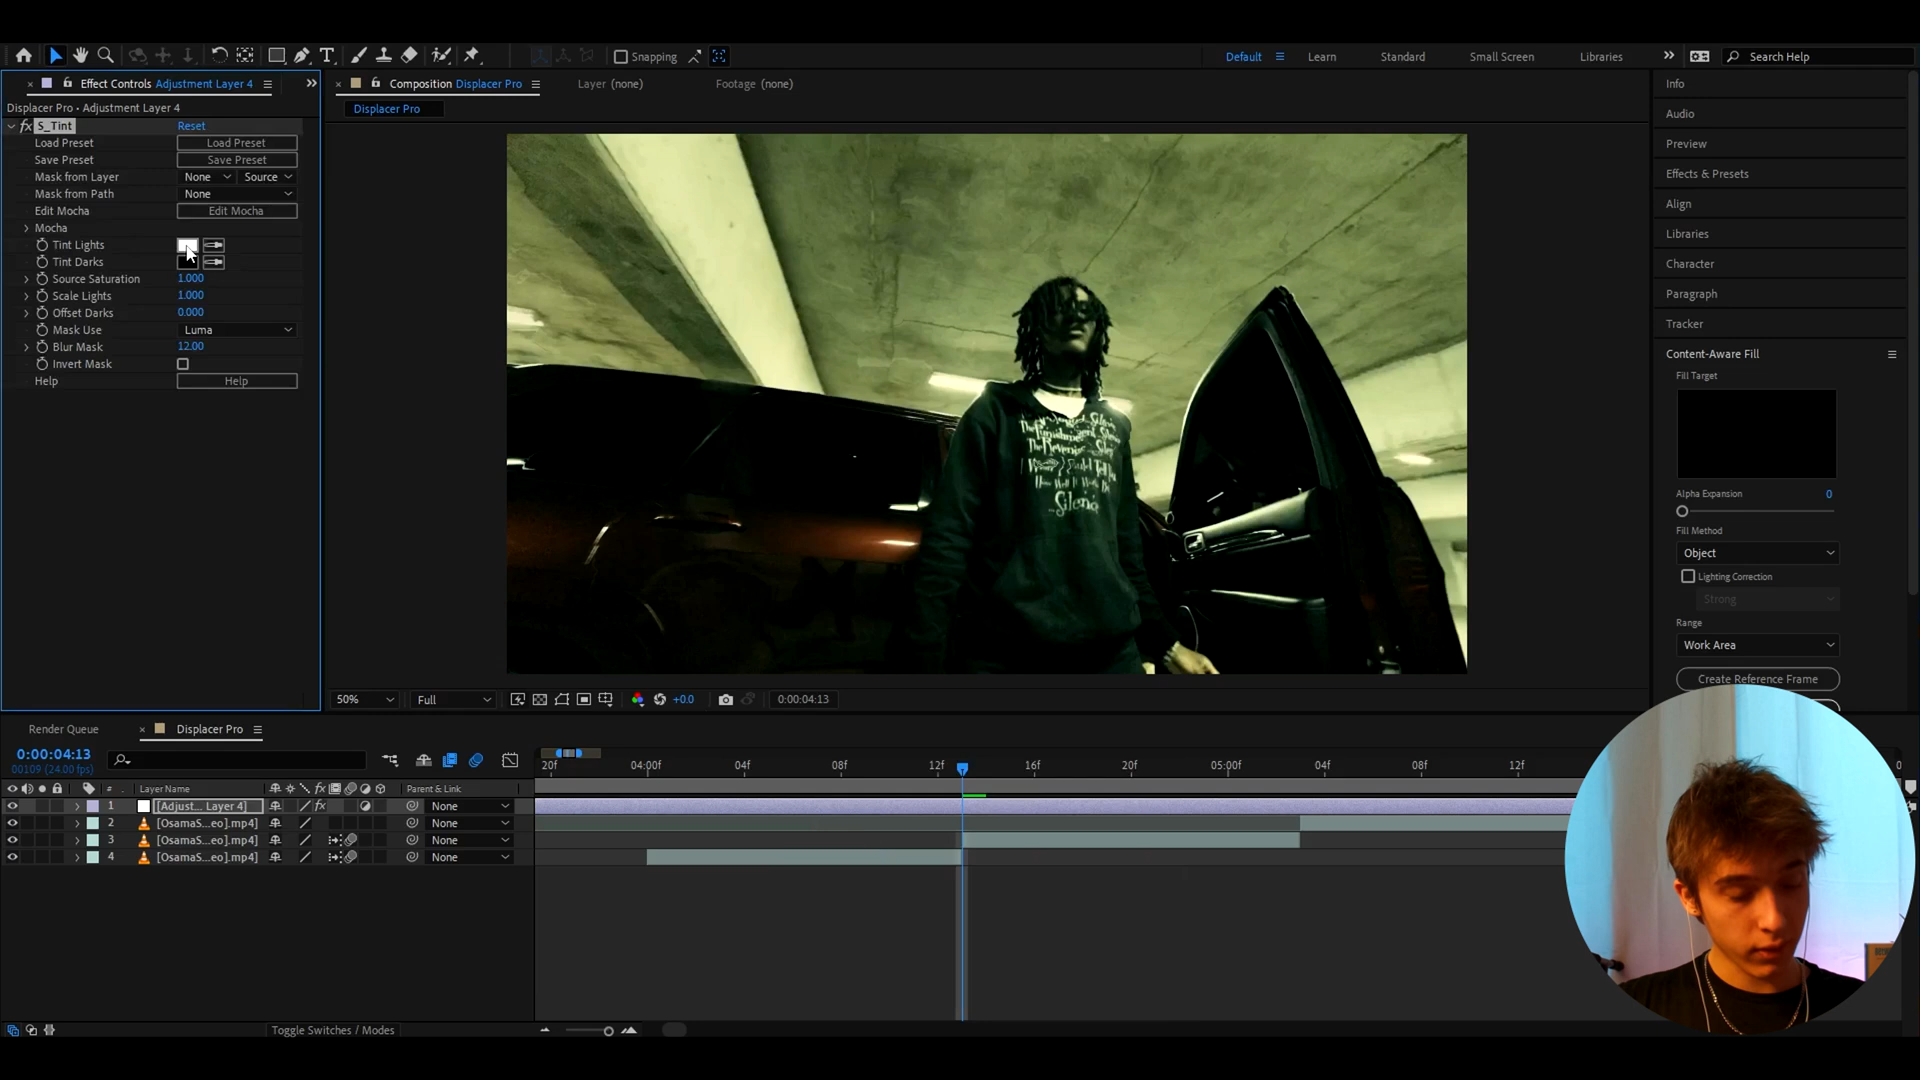 Snapping
Default
Learn
Standard
Small Screen
Libraries
Search Help
Effect Controls Adjustment Layer 4
Composition Displacer Pro
Layer (none)
Footage (none)
Displacer Pro • Adjustment Layer 4
Displacer Pro
fx S_Tint Reset
Load Preset Load Preset
Save Preset Save Preset
Mask from Layer None Source
Mask from Path None
Edit Mocha Edit Mocha
Mocha
Tint Lights
Tint Darks
Source Saturation 1.000
Scale Lights 1.000
Offset Darks 0.000
Mask Use Luma
Blur Mask 12.00
Invert Mask
Help Help
Info
Audio
Preview
Effects & Presets
Align
Libraries
Character
Paragraph
Tracker
Content-Aware Fill
Fill Target
Alpha Expansion 0
Fill Method
Object
Lighting Correction
Strong
Range
Work Area
Create Reference Frame
50% Full +0.0 0:00:04:13
Render Queue
Displacer Pro
0:00:04:13
00109 (24.00 fps)
20f 04:00f 04f 08f 12f 16f 20f 05:00f 04f 08f 12f
# Layer Name Parent & Link
1 [Adjust... Layer 4] None
2 [OsamaS...eo].mp4] None
3 [OsamaS...eo].mp4] None
4 [OsamaS...eo].mp4] None
Toggle Switches / Modes